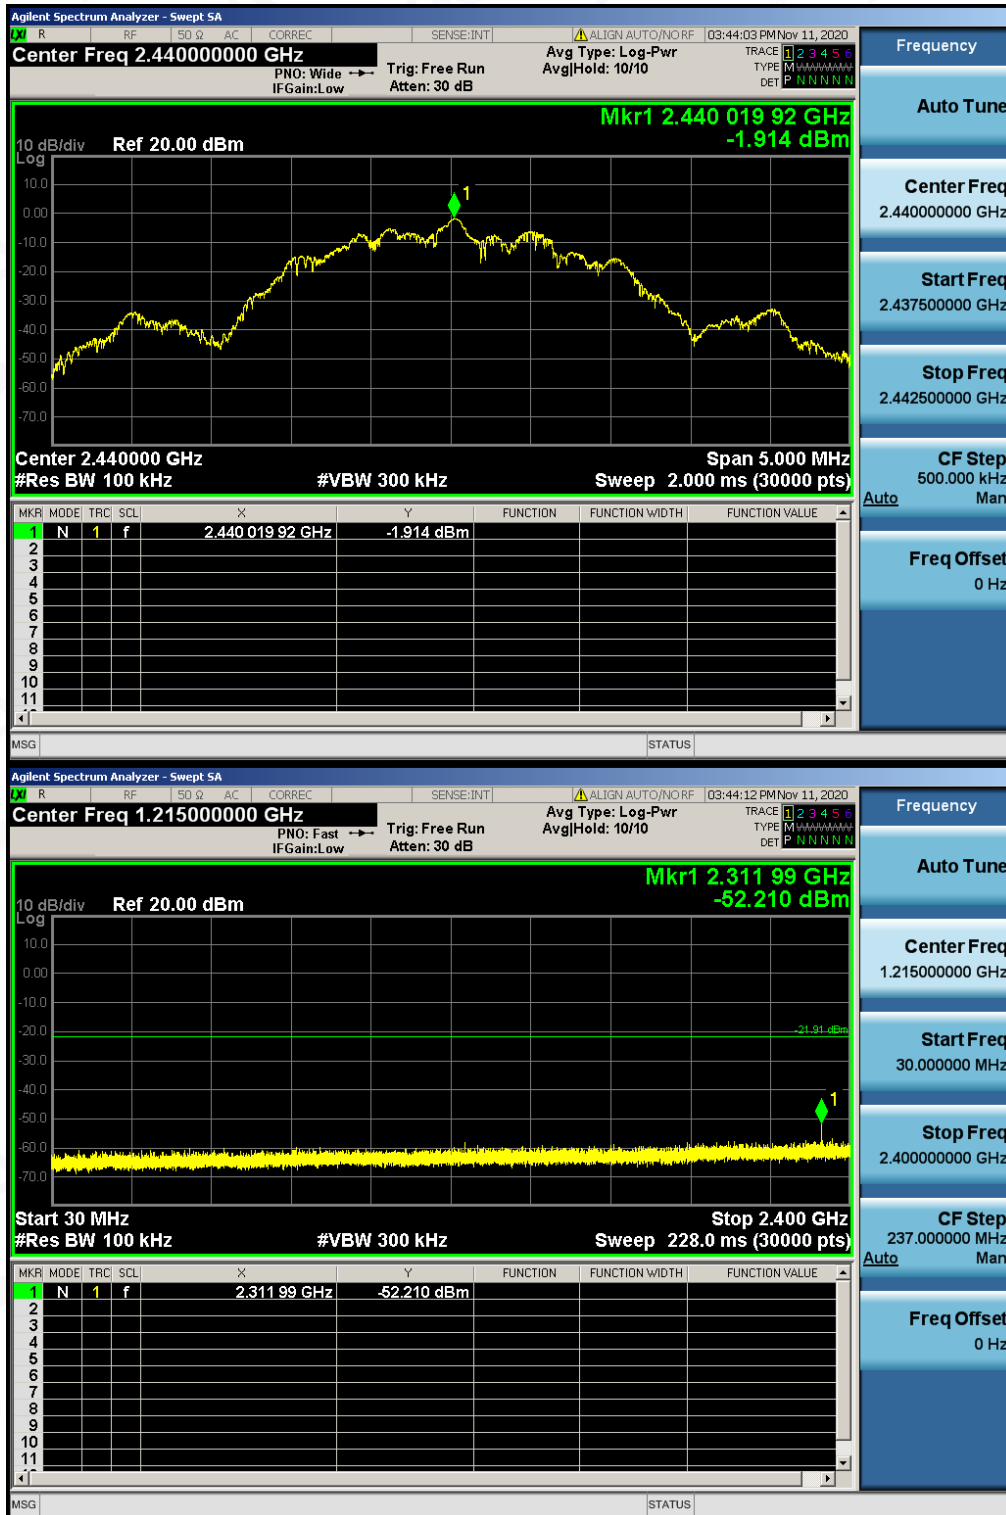 Agilent Spectrum Analyzer - Swept SA
LXI R RF 50 Ω AC CORREC SENSE:INT ALIGN AUTO/NO RF 03:44:03 PM Nov 11, 2020
Center Freq 2.440000000 GHz
PNO: Wide
IFGain:Low
Trig: Free Run
Atten: 30 dB
Avg Type: Log-Pwr
Avg|Hold: 10/10
TRACE 1 2 3 4 5 6
TYPE M WWWWW
DET P N N N N N
Frequency
Auto Tune
Center Freq
2.440000000 GHz
Start Freq
2.437500000 GHz
Stop Freq
2.442500000 GHz
CF Step
500.000 kHz
Auto Man
Freq Offset
0 Hz
Mkr1 2.440 019 92 GHz
-1.914 dBm
10 dB/div Ref 20.00 dBm
Log
10.0
0.00
-10.0
-20.0
-30.0
-40.0
-50.0
-60.0
-70.0
1
Center 2.440000 GHz Span 5.000 MHz
#Res BW 100 kHz #VBW 300 kHz Sweep 2.000 ms (30000 pts)
MKR MODE TRC SCL X Y FUNCTION FUNCTION WIDTH FUNCTION VALUE
1 N 1 f 2.440 019 92 GHz -1.914 dBm
2
3
4
5
6
7
8
9
10
11
MSG STATUS
Agilent Spectrum Analyzer - Swept SA
LXI R RF 50 Ω AC CORREC SENSE:INT ALIGN AUTO/NO RF 03:44:12 PM Nov 11, 2020
Center Freq 1.215000000 GHz
PNO: Fast
IFGain:Low
Trig: Free Run
Atten: 30 dB
Avg Type: Log-Pwr
Avg|Hold: 10/10
TRACE 1 2 3 4 5 6
TYPE M WWWWW
DET P N N N N N
Frequency
Auto Tune
Center Freq
1.215000000 GHz
Start Freq
30.000000 MHz
Stop Freq
2.400000000 GHz
CF Step
237.000000 MHz
Auto Man
Freq Offset
0 Hz
Mkr1 2.311 99 GHz
-52.210 dBm
10 dB/div Ref 20.00 dBm
Log
10.0
0.00
-10.0
-20.0
-30.0
-40.0
-50.0
-60.0
-70.0
-21.91 dBm
1
Start 30 MHz Stop 2.400 GHz
#Res BW 100 kHz #VBW 300 kHz Sweep 228.0 ms (30000 pts)
MKR MODE TRC SCL X Y FUNCTION FUNCTION WIDTH FUNCTION VALUE
1 N 1 f 2.311 99 GHz -52.210 dBm
2
3
4
5
6
7
8
9
10
11
MSG STATUS